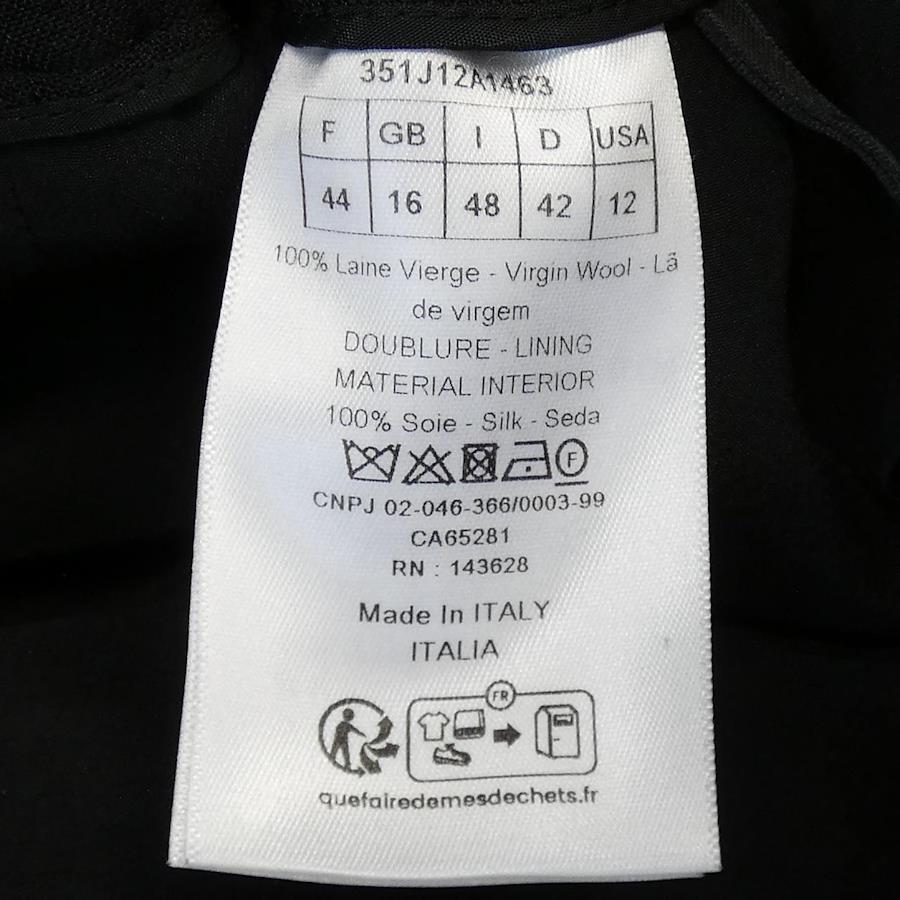 351J12A1463
F GB I D USA
44 16 48 42 12
100% Laine Vierge - Virgin Wool - Lã
de virgem
DOUBLURE - LINING
MATERIAL INTERIOR
100% Soie - Silk - Seda
F
CNPJ 02-046-366/0003-99
CA65281
RN : 143628
Made In ITALY
ITALIA
FR
quefairedemesdechets.fr